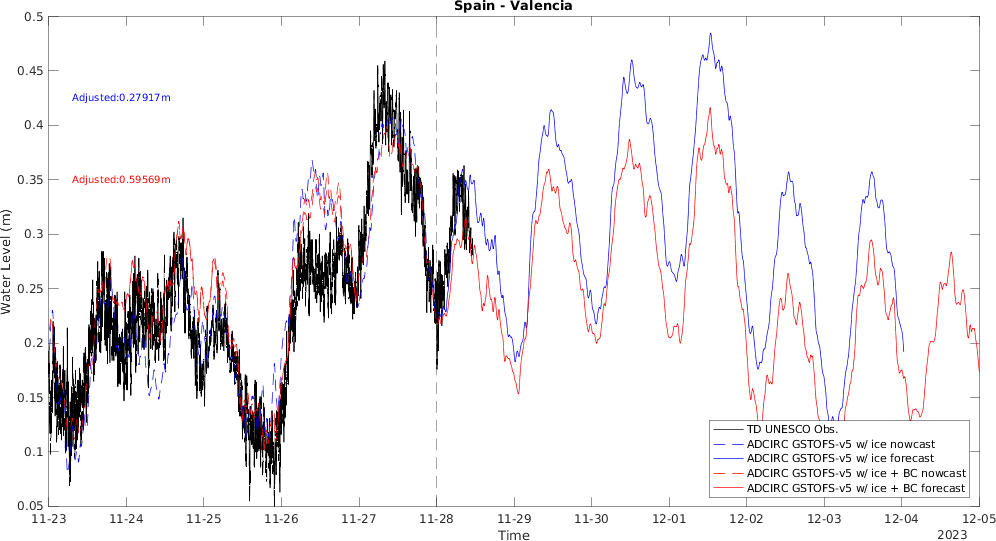 Spain - Valencia
0.5
0.45
0.4
0.35
0.3
0.25
0.2
0.15
0.1
0.05
Water Level (m)
Adjusted:0.27917m
Adjusted:0.59569m
TD UNESCO Obs.
ADCIRC GSTOFS-v5 w/ ice nowcast
ADCIRC GSTOFS-v5 w/ ice forecast
ADCIRC GSTOFS-v5 w/ ice + BC nowcast
ADCIRC GSTOFS-v5 w/ ice + BC forecast
11-23 11-24 11-25 11-26 11-27 11-28 11-29 11-30 12-01 12-02 12-03 12-04 12-05
Time
2023